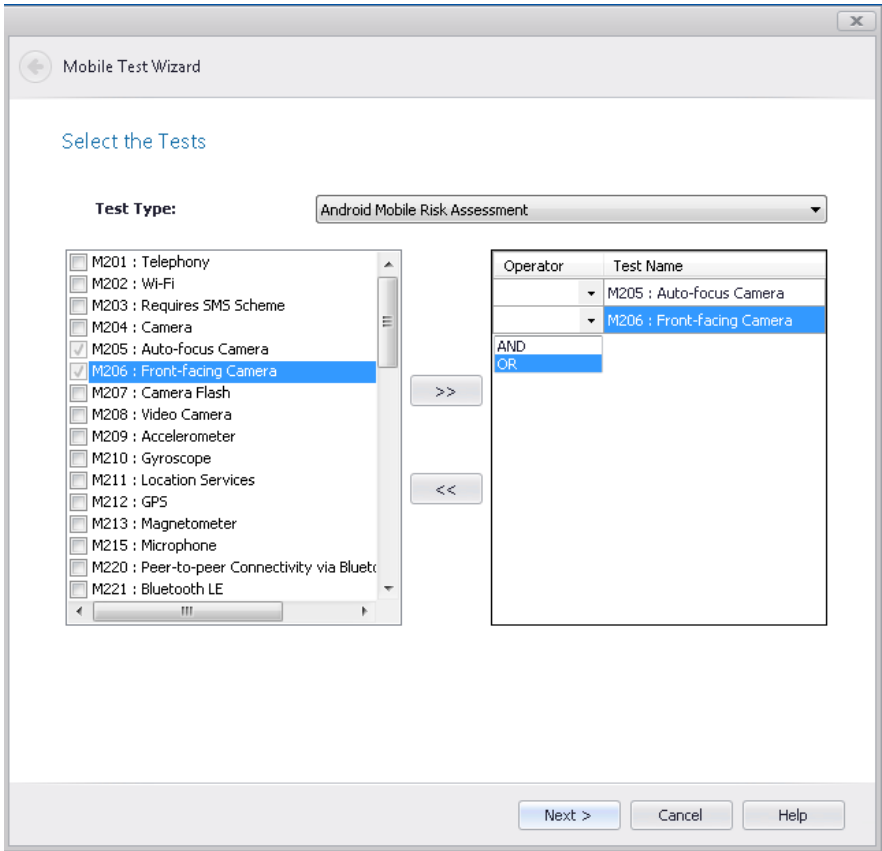 Mobile Test Wizard
Select the Tests
Test Type:
Android Mobile Risk Assessment
M201 : Telephony
M202 : Wi-Fi
M203 : Requires SMS Scheme
M204 : Camera
M205 : Auto-focus Camera
M206 : Front-facing Camera
M207 : Camera Flash
M208 : Video Camera
M209 : Accelerometer
M210 : Gyroscope
M211 : Location Services
M212 : GPS
M213 : Magnetometer
M215 : Microphone
M220 : Peer-to-peer Connectivity via Blueto
M221 : Bluetooth LE
>>
<<
Operator Test Name
M205 : Auto-focus Camera
M206 : Front-facing Camera
AND
OR
Next > Cancel Help